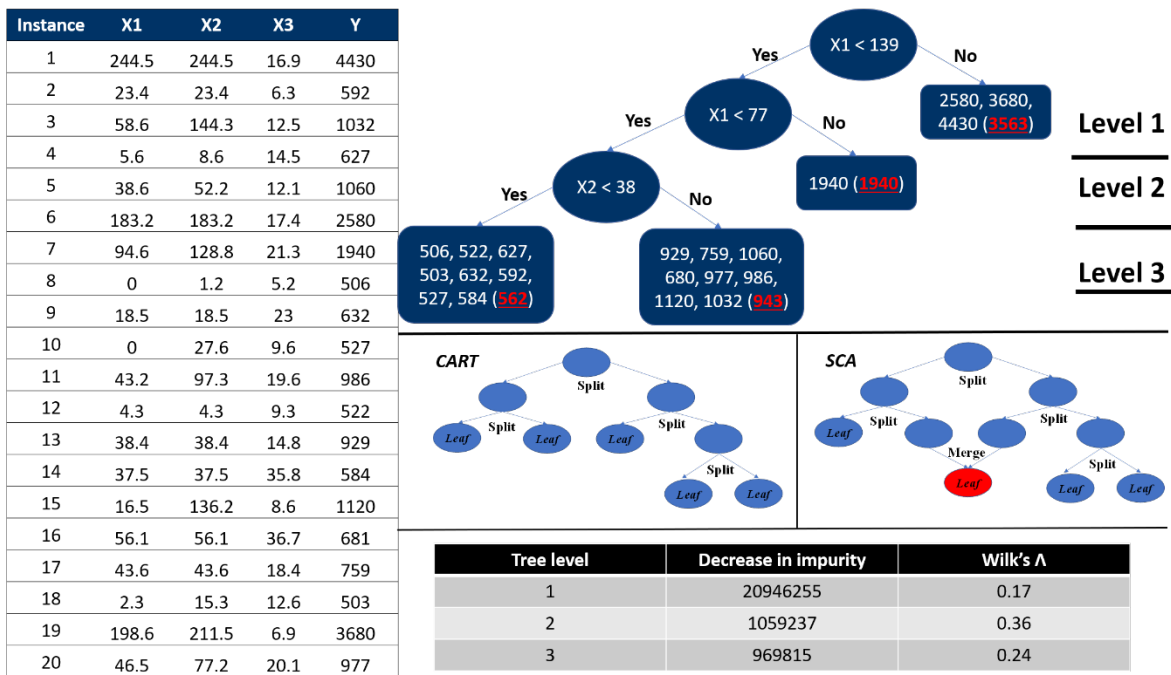 Instance X1 X2 X3 Y
1 244.5 244.5 16.9 4430
2 23.4 23.4 6.3 592
3 58.6 144.3 12.5 1032
4 5.6 8.6 14.5 627
5 38.6 52.2 12.1 1060
6 183.2 183.2 17.4 2580
7 94.6 128.8 21.3 1940
8 0 1.2 5.2 506
9 18.5 18.5 23 632
10 0 27.6 9.6 527
11 43.2 97.3 19.6 986
12 4.3 4.3 9.3 522
13 38.4 38.4 14.8 929
14 37.5 37.5 35.8 584
15 16.5 136.2 8.6 1120
16 56.1 56.1 36.7 681
17 43.6 43.6 18.4 759
18 2.3 15.3 12.6 503
19 198.6 211.5 6.9 3680
20 46.5 77.2 20.1 977
X1 < 139
Yes
No
X1 < 77
2580, 3680,
4430 (3563)
Level 1
Yes
No
X2 < 38
1940 (1940)
Level 2
Yes
No
506, 522, 627,
503, 632, 592,
527, 584 (562)
929, 759, 1060,
680, 977, 986,
1120, 1032 (943)
Level 3
CART
Split
Split
Split
Leaf
Leaf
Leaf
Split
Leaf
Leaf
SCA
Split
Split
Split
Leaf
Merge
Split
Leaf
Leaf
Leaf
Tree level Decrease in impurity Wilk's Λ
1 20946255 0.17
2 1059237 0.36
3 969815 0.24